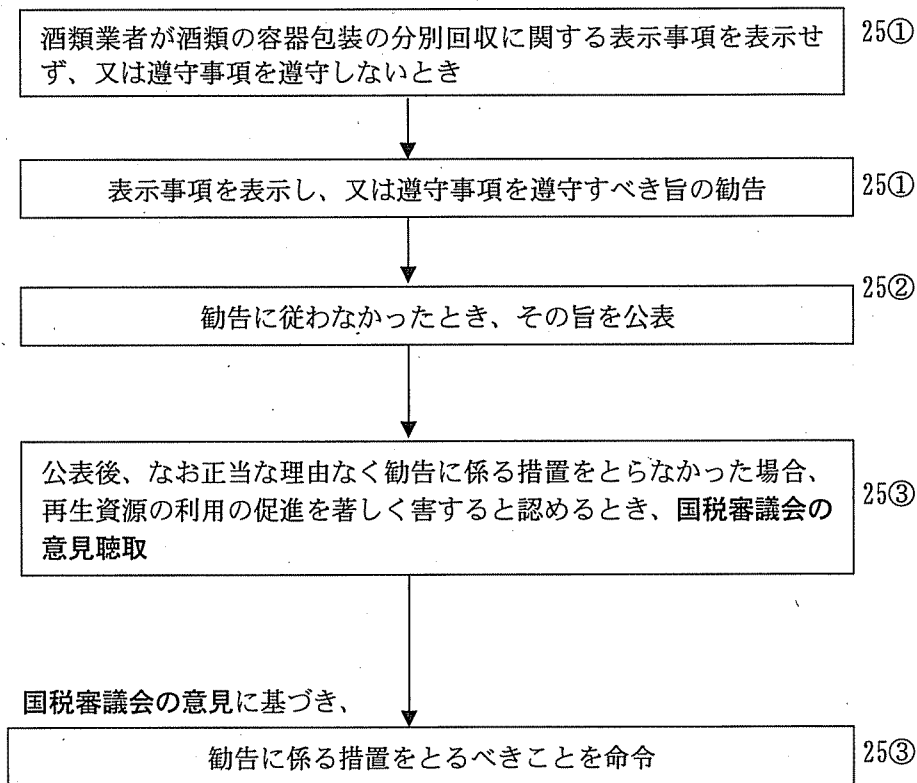 酒類業者が酒類の容器包装の分別回収に関する表示事項を表示せ
ず、又は遵守事項を遵守しないとき
25①
表示事項を表示し、又は遵守事項を遵守すべき旨の勧告
25①
勧告に従わなかったとき、その旨を公表
25②
公表後、なお正当な理由なく勧告に係る措置をとらなかった場合、
再生資源の利用の促進を著しく害すると認めるとき、国税審議会の
意見聴取
25③
国税審議会の意見に基づき、
勧告に係る措置をとるべきことを命令
25③